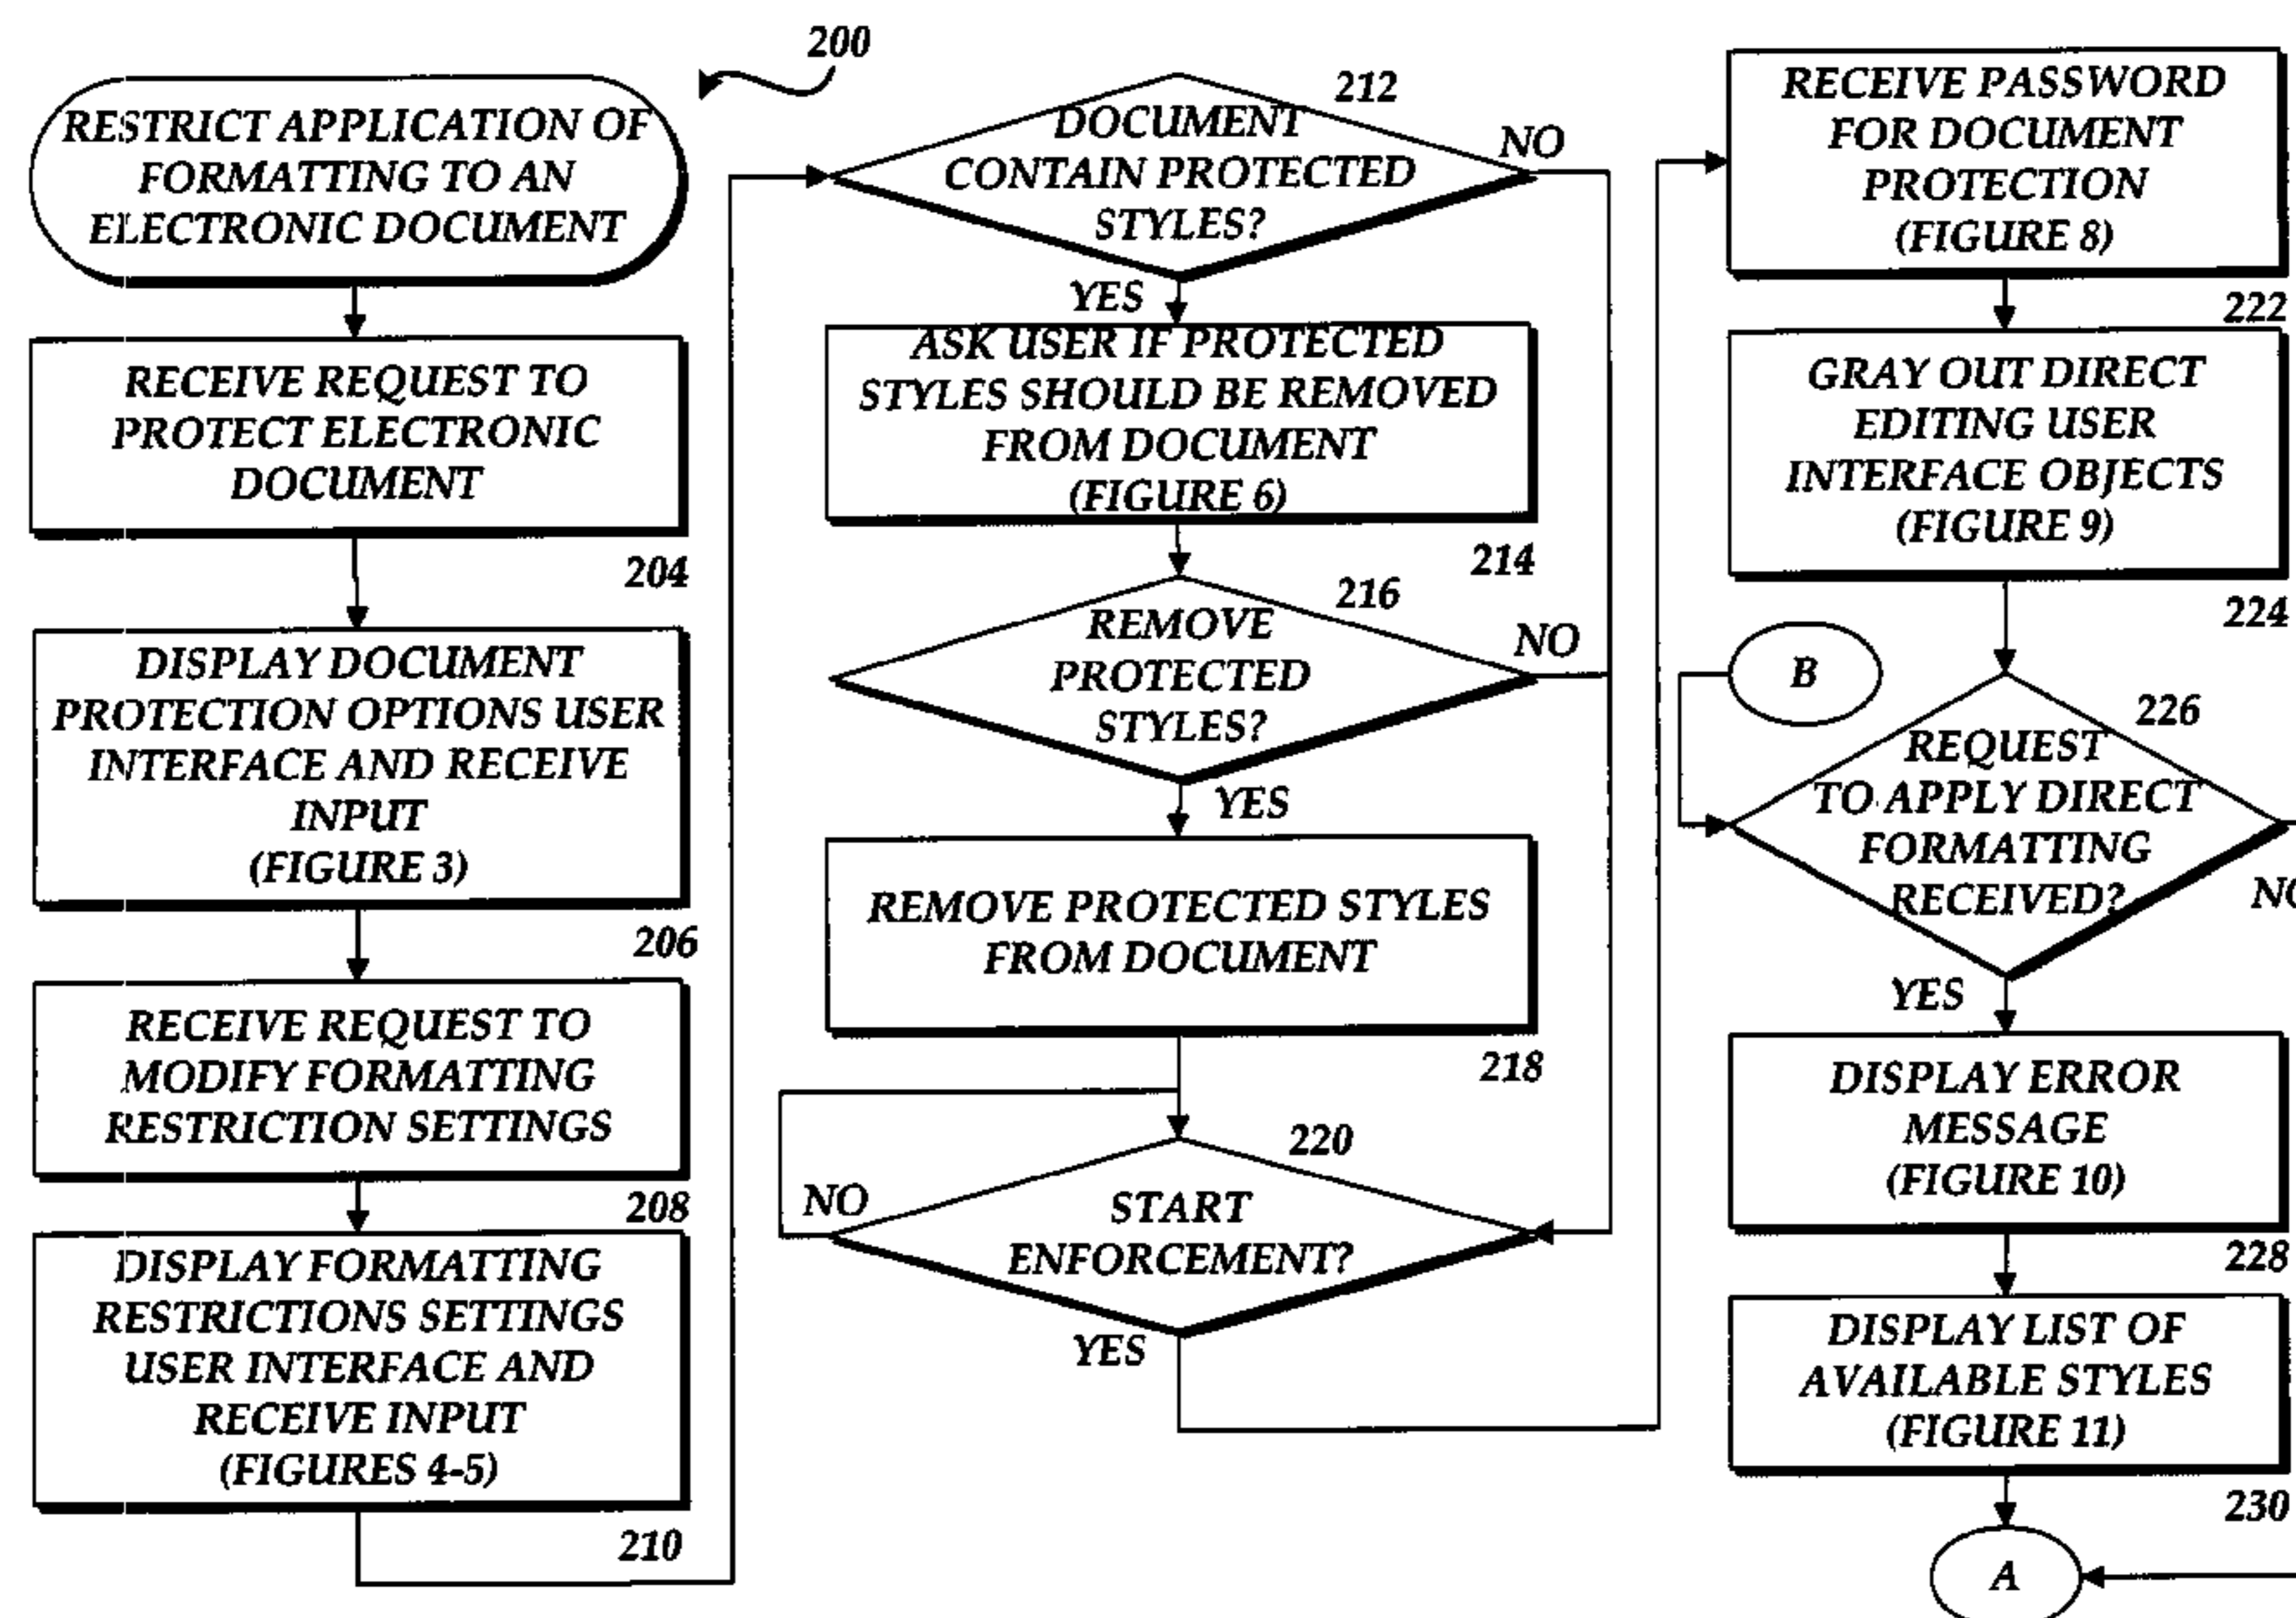 200
RESTRICT APPLICATION OF
FORMATTING TO AN
ELECTRONIC DOCUMENT
RECEIVE REQUEST TO
PROTECT ELECTRONIC
DOCUMENT
204
DISPLAY DOCUMENT
PROTECTION OPTIONS USER
INTERFACE AND RECEIVE
INPUT
(FIGURE 3)
206
RECEIVE REQUEST TO
MODIFY FORMATTING
RESTRICTION SETTINGS
208
DISPLAY FORMATTING
RESTRICTIONS SETTINGS
USER INTERFACE AND
RECEIVE INPUT
(FIGURES 4-5)
210
212
DOCUMENT
CONTAIN PROTECTED
STYLES?
NO
YES
ASK USER IF PROTECTED
STYLES SHOULD BE REMOVED
FROM DOCUMENT
(FIGURE 6)
214
216
REMOVE
PROTECTED
STYLES?
NO
YES
REMOVE PROTECTED STYLES
FROM DOCUMENT
218
220
START
ENFORCEMENT?
NO
YES
RECEIVE PASSWORD
FOR DOCUMENT
PROTECTION
(FIGURE 8)
222
GRAY OUT DIRECT
EDITING USER
INTERFACE OBJECTS
(FIGURE 9)
224
B
226
REQUEST
TO APPLY DIRECT
FORMATTING
RECEIVED?
NO
YES
DISPLAY ERROR
MESSAGE
(FIGURE 10)
228
DISPLAY LIST OF
AVAILABLE STYLES
(FIGURE 11)
230
A